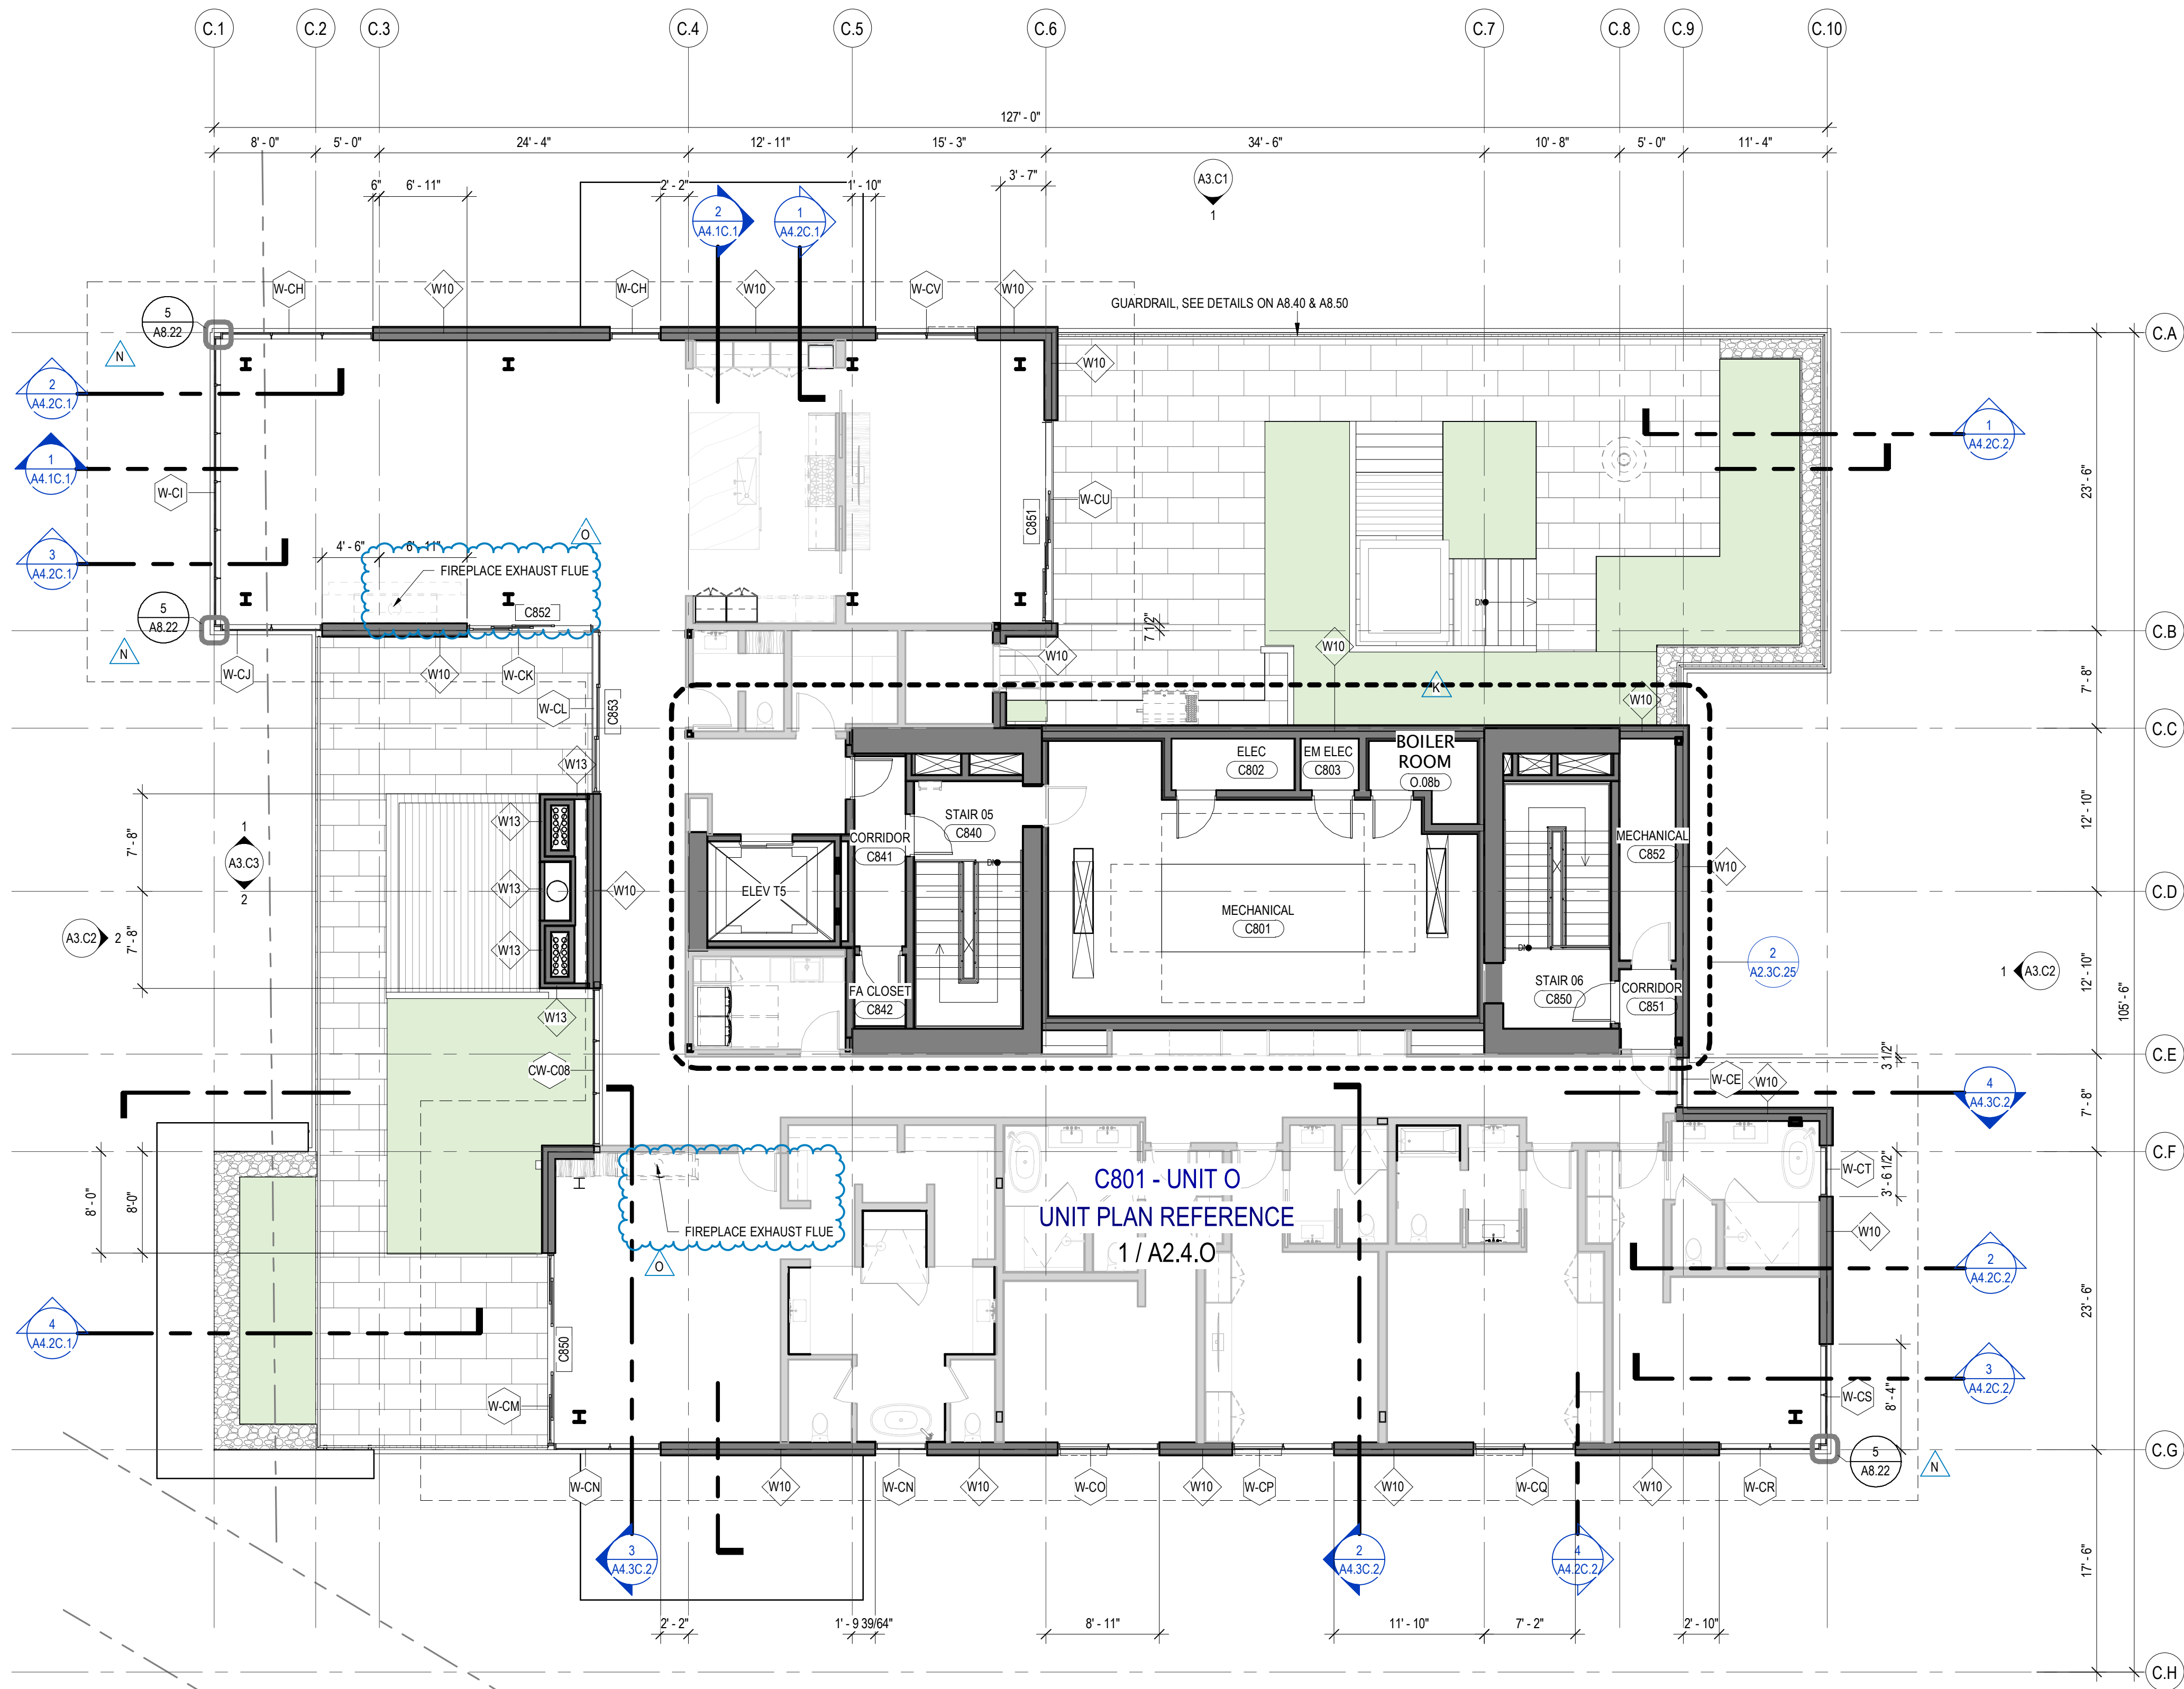 C.1
C.2
C.3
C.4
C.5
C.6
C.7
C.8
C.9
C.10
127' - 0"
8' - 0"
5' - 0"
24' - 4"
12' - 11"
15' - 3"
34' - 6"
10' - 8"
5' - 0"
11' - 4"
6"
6' - 11"
2' - 2"
1' - 10"
3' - 7"
A3.C1
1
2
A4.1C.1
1
A4.2C.1
W-CH
W10
W-CH
W10
W-CV
W10
GUARDRAIL, SEE DETAILS ON A8.40 & A8.50
5
A8.22
N
C.A
W10
2
A4.2C.1
1
A4.2C.2
1
A4.1C.1
W-CI
W-CU
C851
23' - 6"
3
A4.2C.1
O
4' - 6"
6' - 11"
FIREPLACE EXHAUST FLUE
C852
5
A8.22
DN
7 1/2"
C.B
N
W-CJ
W10
W-CK
W10
W10
W-CL
C853
K
W10
7' - 8"
C.C
W13
ELEC
C802
EM ELEC
C803
BOILER
ROOM
O.08b
W13
STAIR 05
C840
CORRIDOR
C841
MECHANICAL
C852
W10
12' - 10"
7' - 8"
1
A3.C3
2
DN
W13
W10
ELEV T5
C.D
MECHANICAL
C801
A3.C2
2
7' - 8"
W13
DN
2
A2.3C.25
1
A3.C2
12' - 10"
FA CLOSET
C842
STAIR 06
C850
CORRIDOR
C851
105' - 6"
W13
C.E
3 1/2"
CW-C08
W-CE
W10
4
A4.3C.2
7' - 8"
C.F
8' - 0"
8'-0"
C801 - UNIT O
UNIT PLAN REFERENCE
1 / A2.4.O
W-CT
3' - 6 1/2"
FIREPLACE EXHAUST FLUE
O
W10
2
A4.2C.2
23' - 6"
4
A4.2C.1
C850
W-CM
3
A4.2C.2
W-CS
8' - 4"
C.G
5
A8.22
N
W-CN
W10
W-CN
W10
W-CO
W10
W-CP
W10
W-CQ
W10
W-CR
3
A4.3C.2
2
A4.3C.2
4
A4.2C.2
17' - 6"
2' - 2"
1' - 9 39/64"
8' - 11"
11' - 10"
7' - 2"
2' - 10"
C.H